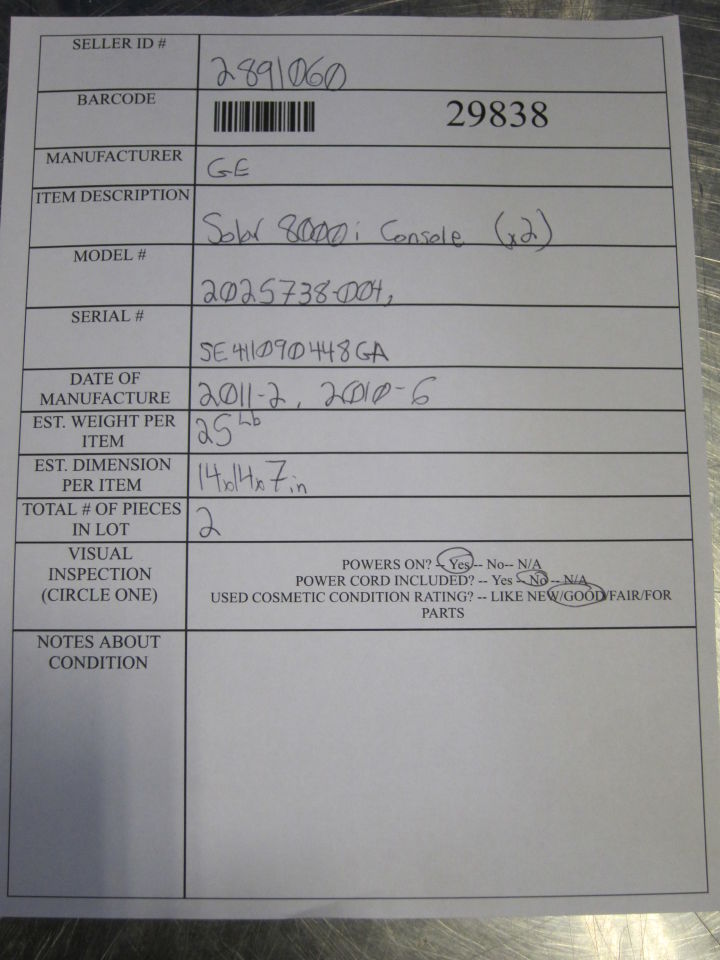 SELLER ID #
2891060
BARCODE
29838
MANUFACTURER
GE
ITEM DESCRIPTION
Solar 8000i Console (x2)
MODEL #
2025738-004,
SERIAL #
SE411090448GA
DATE OF
MANUFACTURE
2011-2, 2010-6
EST. WEIGHT PER
ITEM
25 Lb
EST. DIMENSION
PER ITEM
14x14x7in
TOTAL # OF PIECES
IN LOT
2
VISUAL
INSPECTION
(CIRCLE ONE)
POWERS ON? -- Yes -- No-- N/A
POWER CORD INCLUDED? -- Yes -- No -- N/A
USED COSMETIC CONDITION RATING? -- LIKE NEW/GOOD/FAIR/FOR
PARTS
NOTES ABOUT
CONDITION